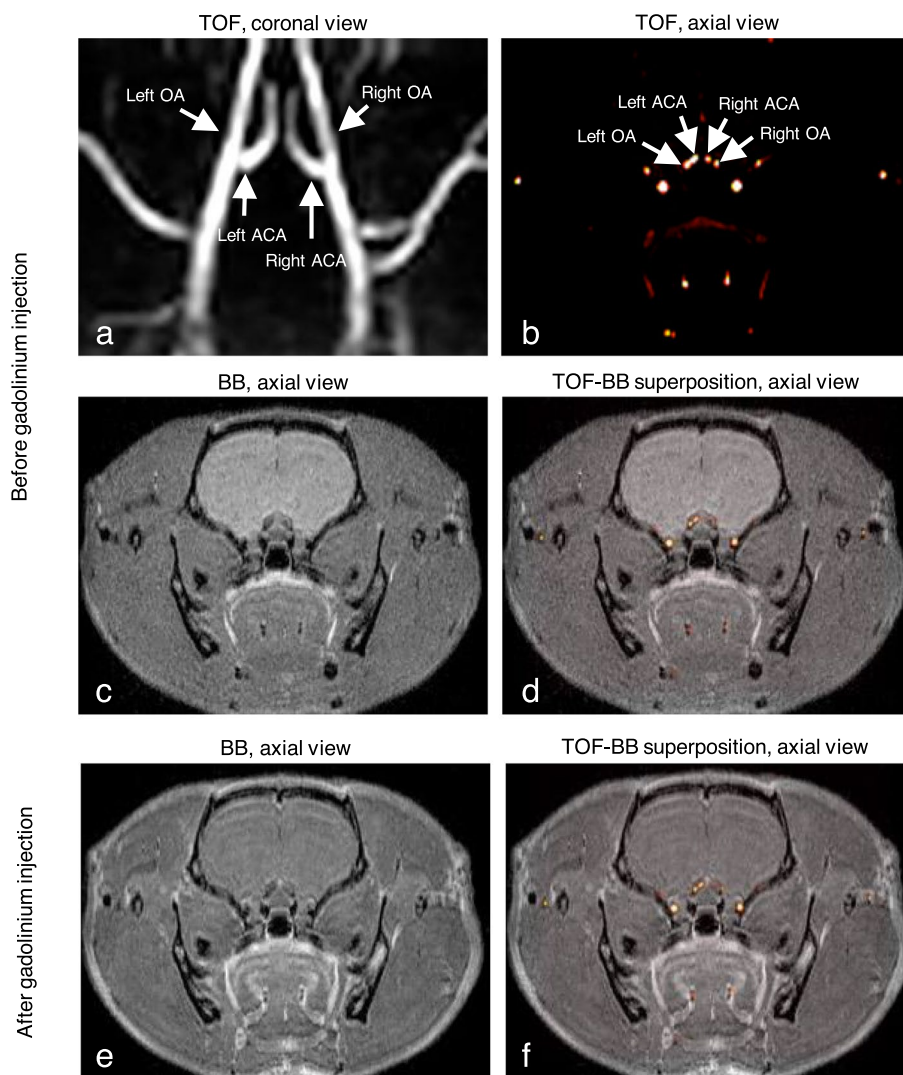 TOF, coronal view
TOF, axial view
Left OA
Right OA
Left ACA
Right ACA
a
Left ACA
Right ACA
Left OA
Right OA
b
Before gadolinium injection
BB, axial view
TOF-BB superposition, axial view
c
d
After gadolinium injection
BB, axial view
TOF-BB superposition, axial view
e
f